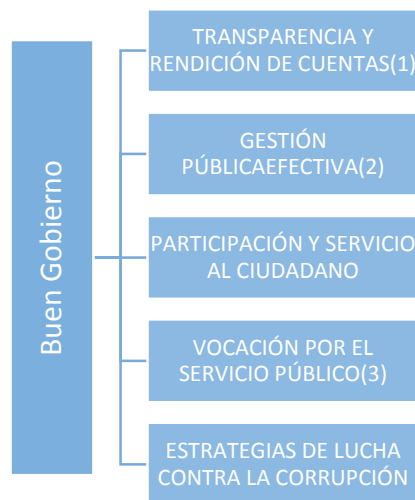 Buen Gobierno
TRANSPARENCIA Y
RENDICIÓN DE CUENTAS(1)
GESTIÓN
PÚBLICAEFECTIVA(2)
PARTICIPACIÓN Y SERVICIO
AL CIUDADANO
VOCACIÓN POR EL
SERVICIO PÚBLICO(3)
ESTRATEGIAS DE LUCHA
CONTRA LA CORRUPCIÓN